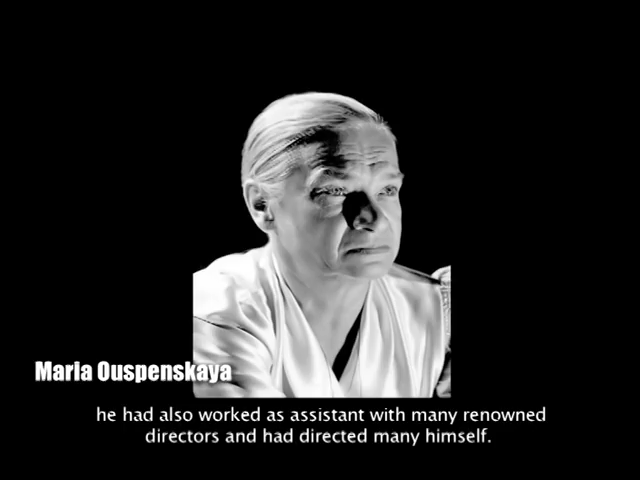 Maria Ouspenskaya
he had also worked as assistant with many renowned
directors and had directed many himself.